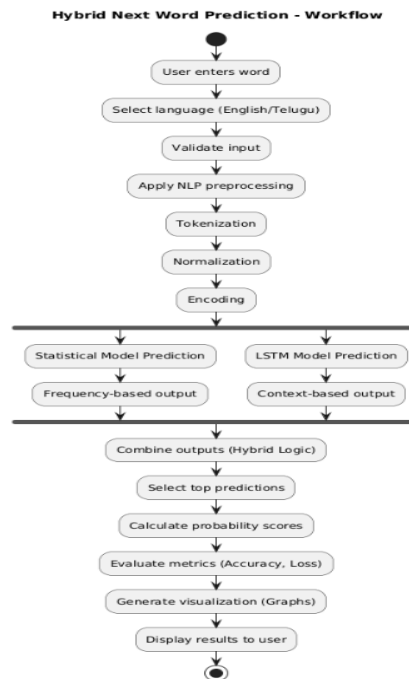 Hybrid Next Word Prediction - Workflow
User enters word
Select language (English/Telugu)
Validate input
Apply NLP preprocessing
Tokenization
Normalization
Encoding
Statistical Model Prediction
LSTM Model Prediction
Frequency-based output
Context-based output
Combine outputs (Hybrid Logic)
Select top predictions
Calculate probability scores
Evaluate metrics (Accuracy, Loss)
Generate visualization (Graphs)
Display results to user